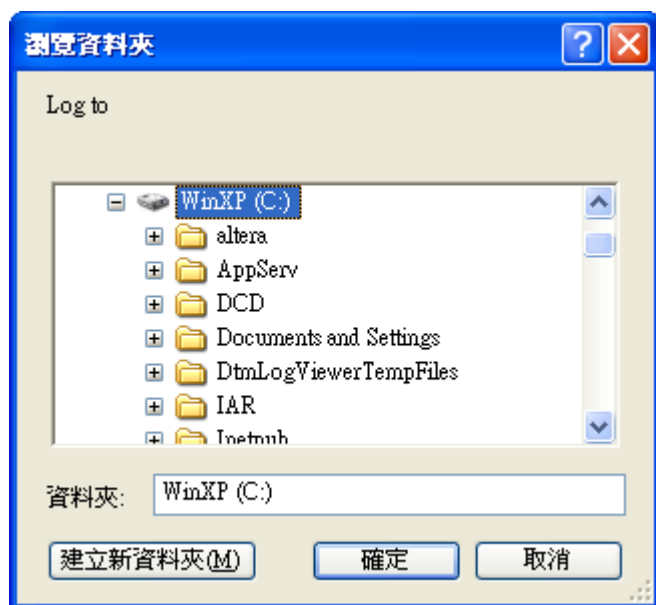 瀏覽資料夾
Log to
WinXP (C:)
altera
AppServ
DCD
Documents and Settings
DtmLogViewerTempFiles
IAR
Inetpub
資料夾: WinXP (C:)
建立新資料夾(M) 確定 取消